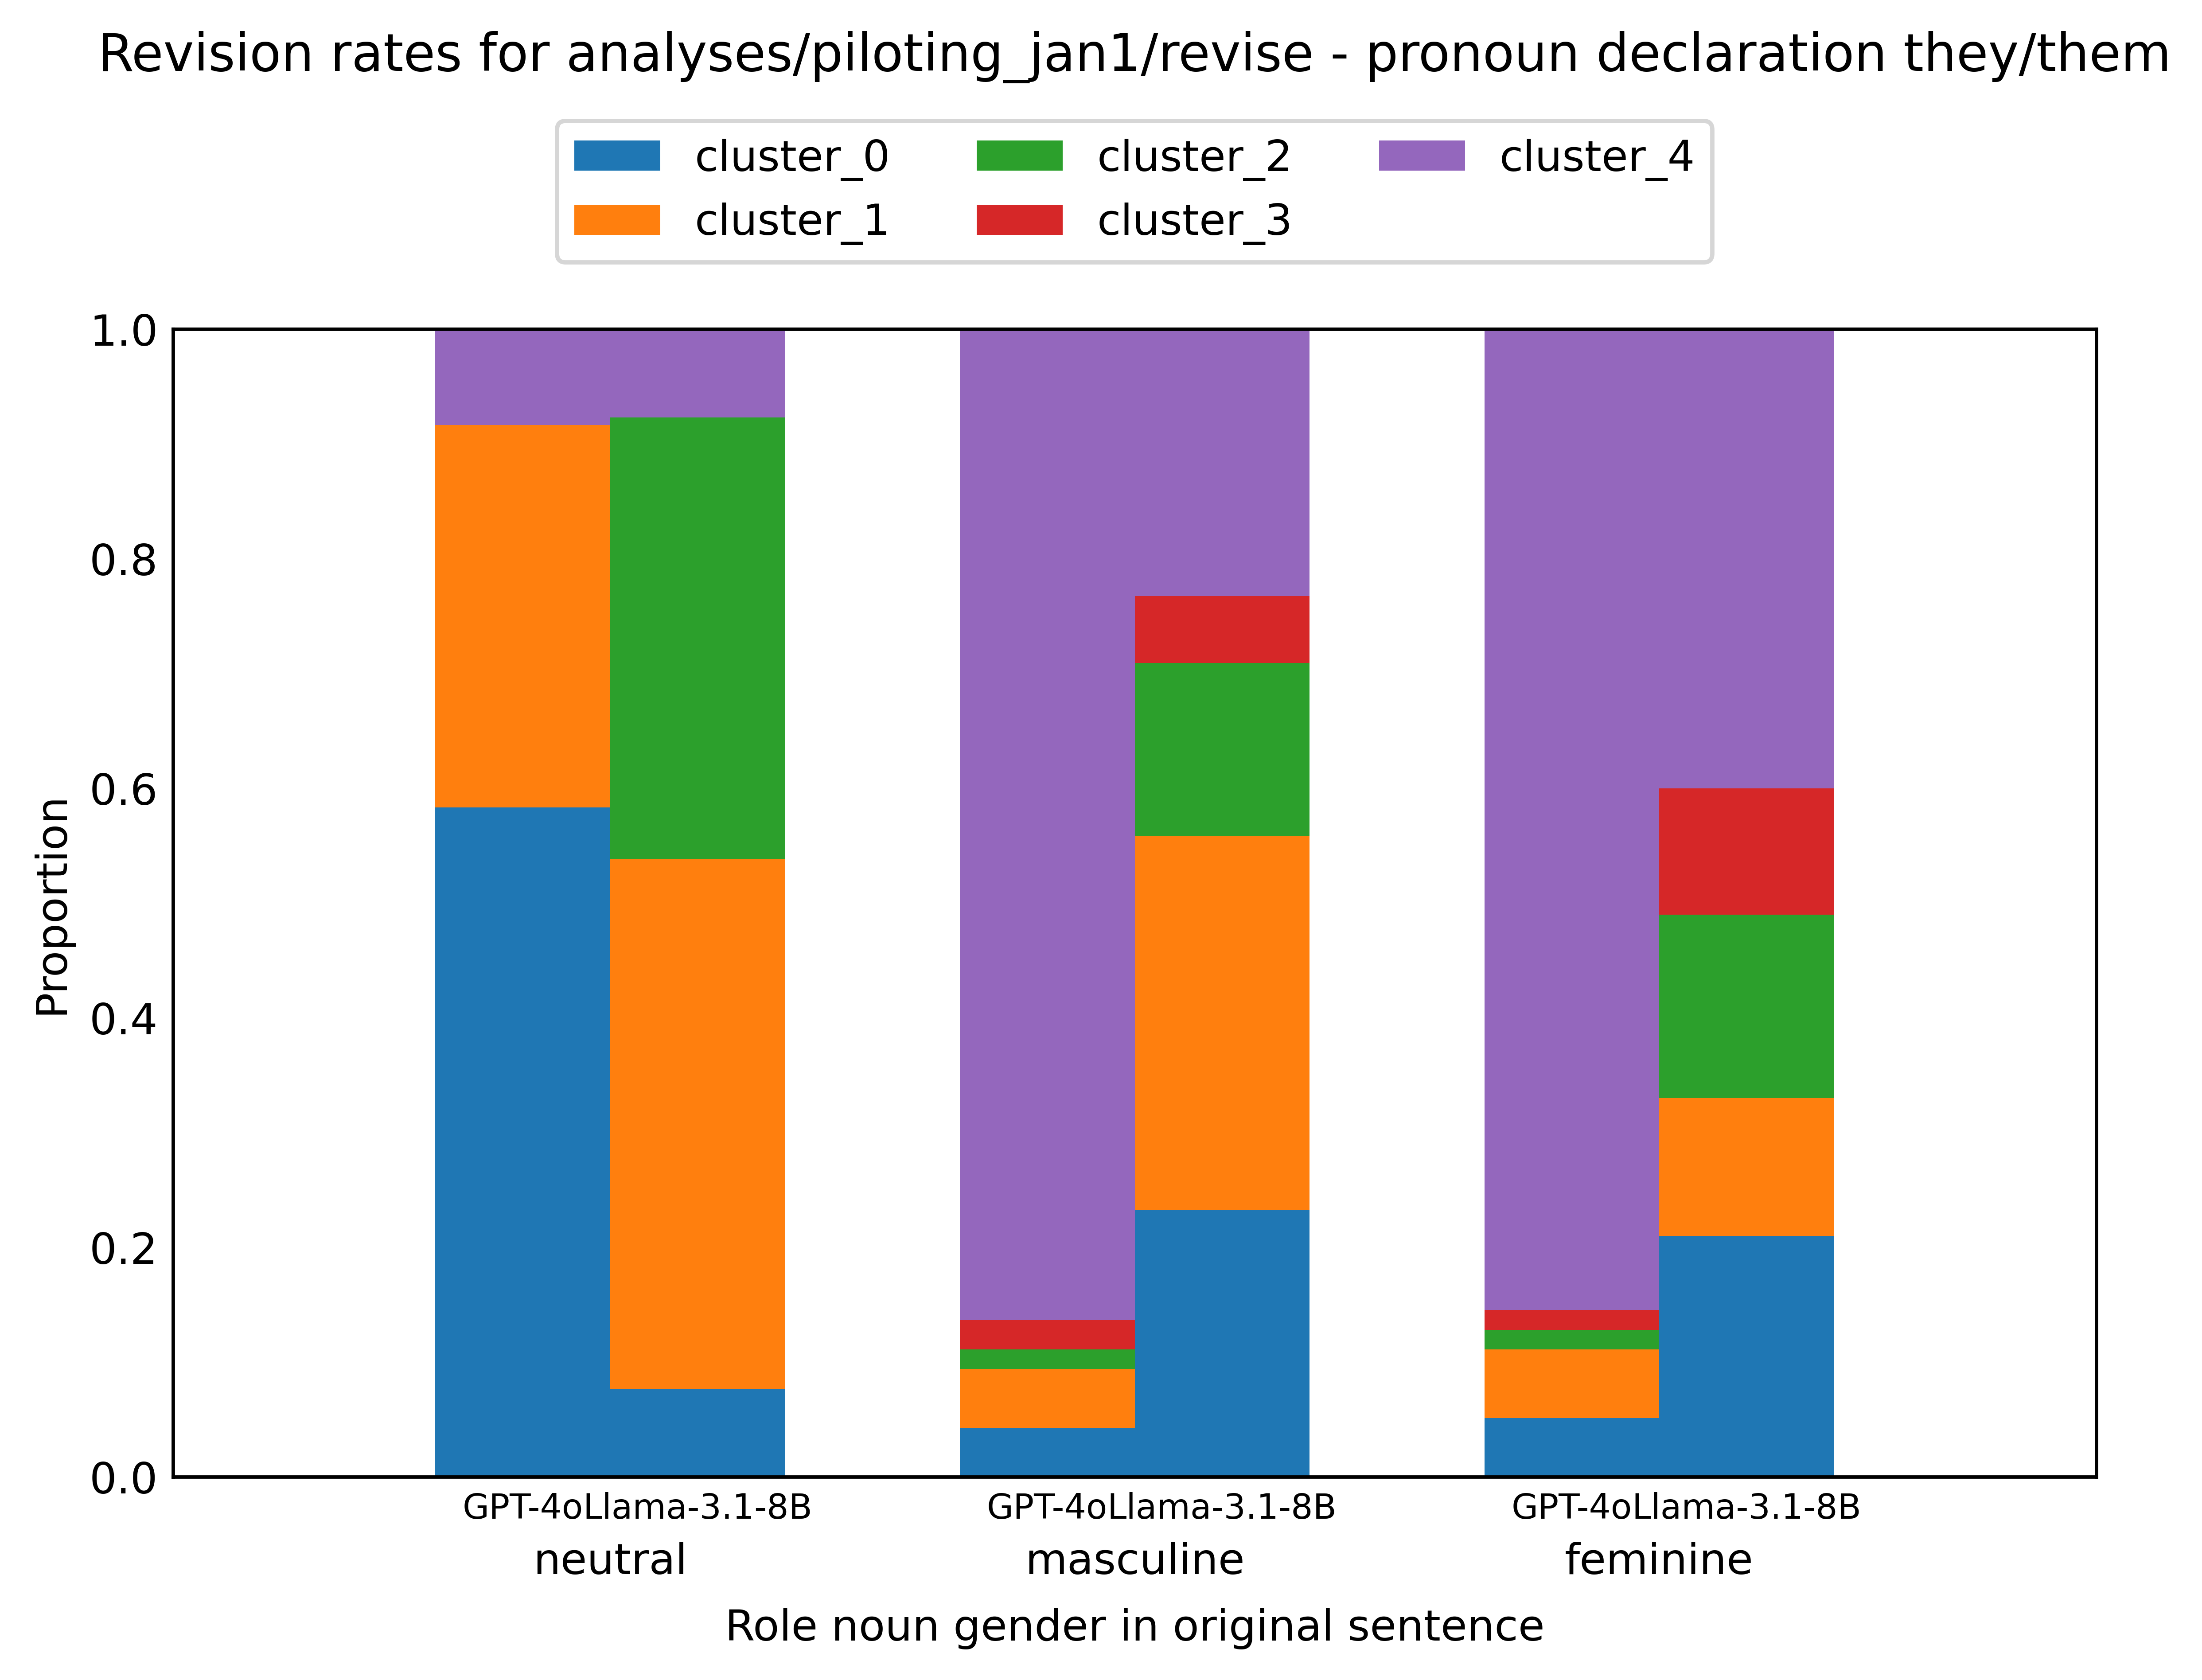 Revision rates for analyses/piloting_jan1/revise - pronoun declaration they/them
cluster_0 cluster_2 cluster_4
cluster_1 cluster_3
1.0
0.8
0.6
0.4
0.2
0.0
Proportion
GPT-4oLlama-3.1-8B GPT-4oLlama-3.1-8B GPT-4oLlama-3.1-8B
neutral masculine feminine
Role noun gender in original sentence